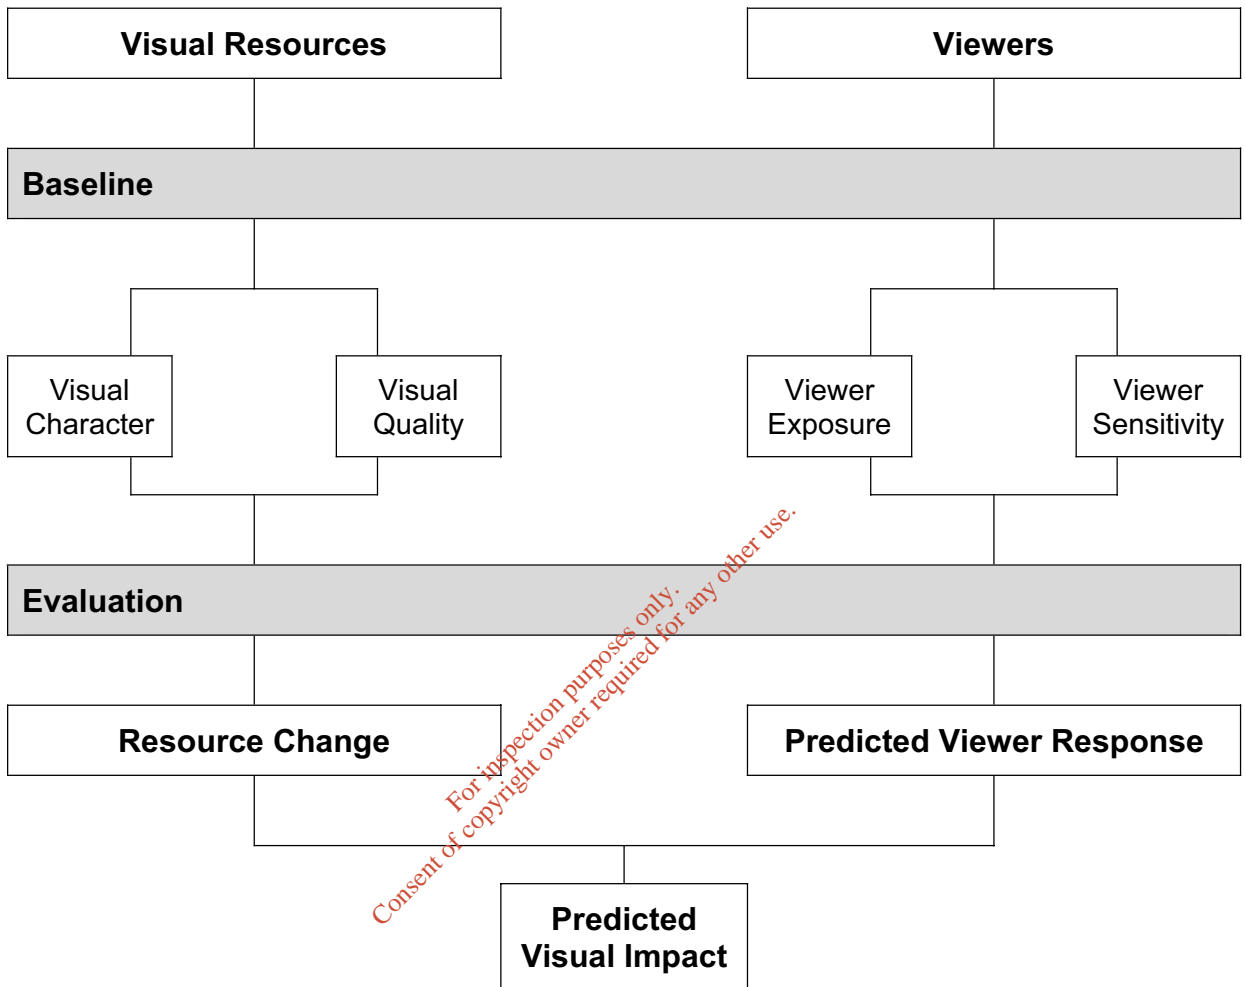 Visual Resources
Viewers
Baseline
Visual
Character
Visual
Quality
Viewer
Exposure
Viewer
Sensitivity
Evaluation
Resource Change
Predicted Viewer Response
Predicted
Visual Impact
For inspection purposes only.
Consent of copyright owner required for any other use.